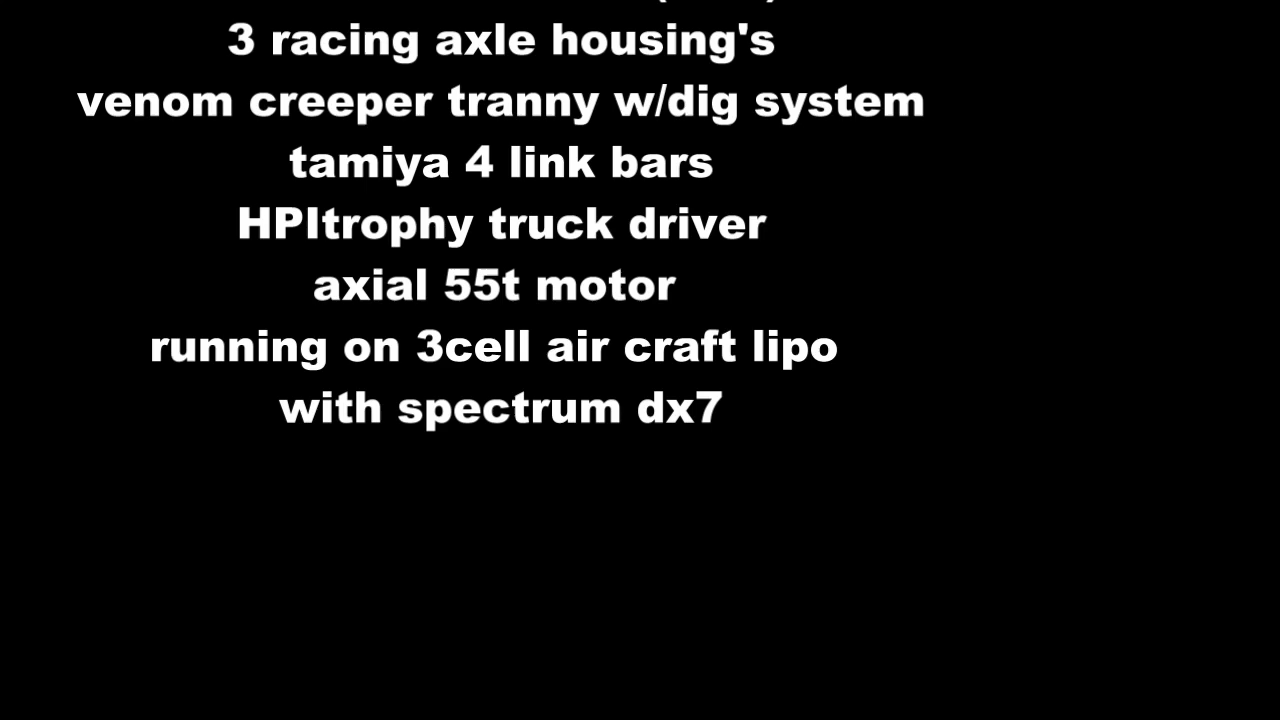 3 racing axle housing's
venom creeper tranny w/dig system
tamiya 4 link bars
HPItrophy truck driver
axial 55t motor
running on 3cell air craft lipo
with spectrum dx7